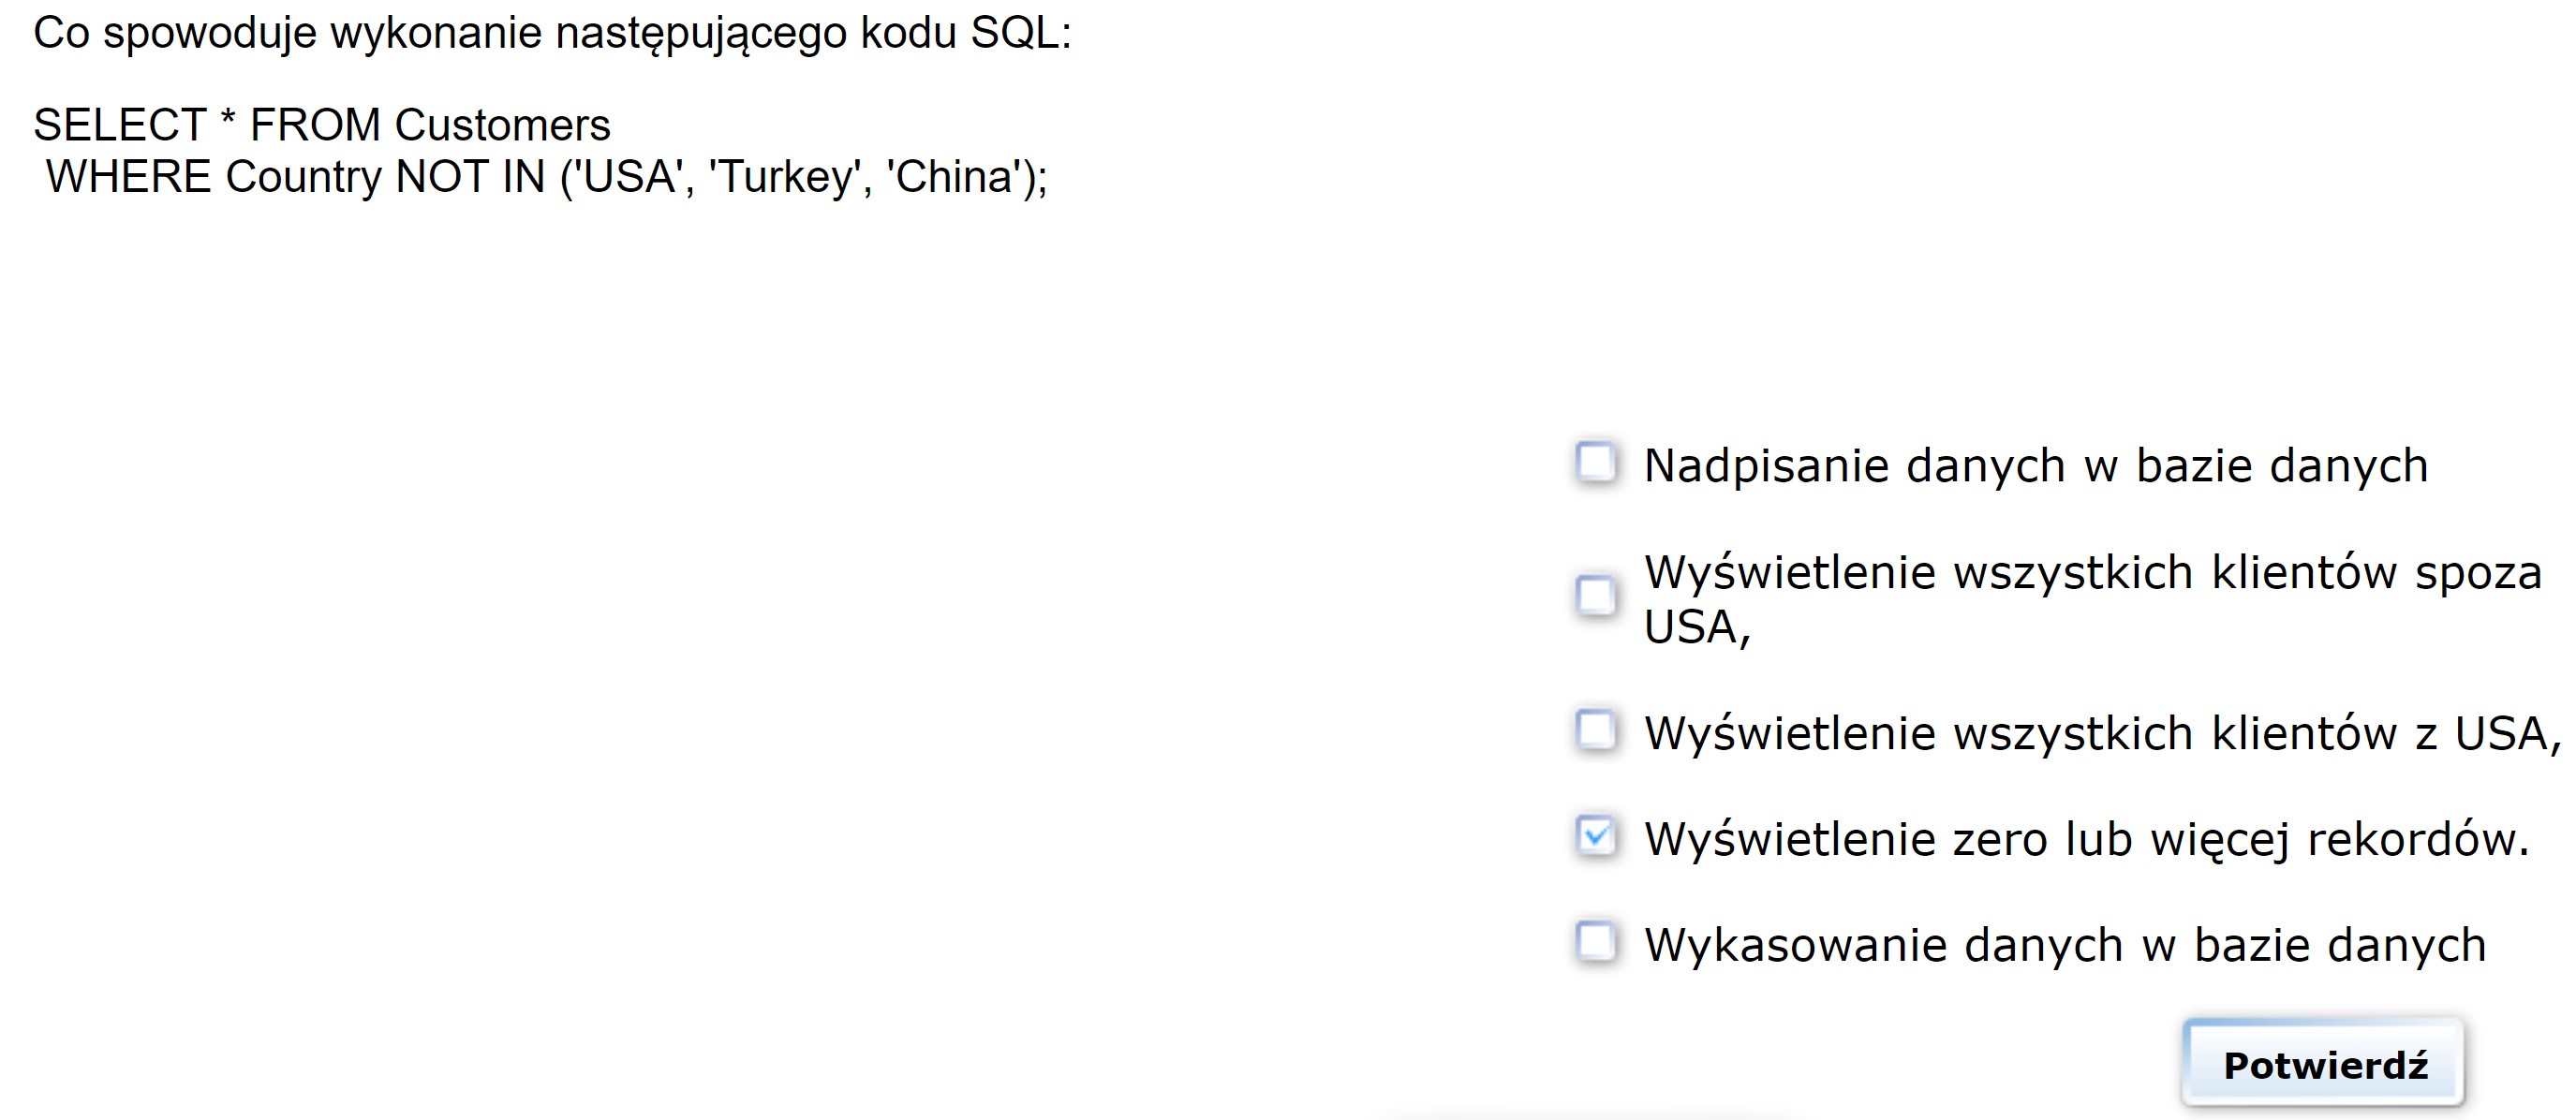 Co spowoduje wykonanie następującego kodu SQL:
SELECT * FROM Customers
WHERE Country NOT IN ('USA', 'Turkey', 'China');
Nadpisanie danych w bazie danych
Wyświetlenie wszystkich klientów spoza
USA,
Wyświetlenie wszystkich klientów z USA,
Wyświetlenie zero lub więcej rekordów.
Wykasowanie danych w bazie danych
Potwierdź